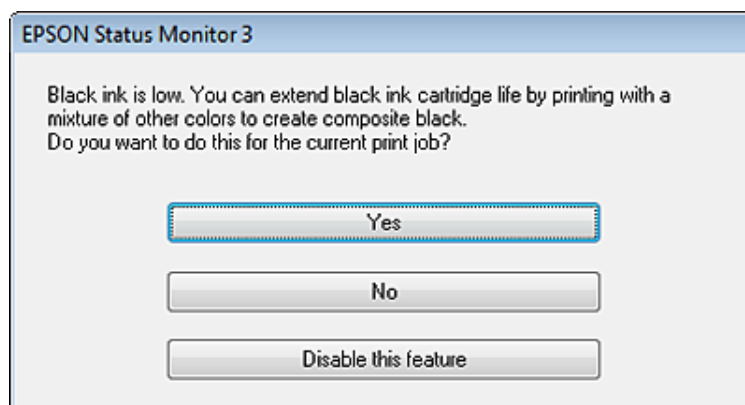 EPSON Status Monitor 3
Black ink is low. You can extend black ink cartridge life by printing with a
mixture of other colors to create composite black.
Do you want to do this for the current print job?
Yes
No
Disable this feature